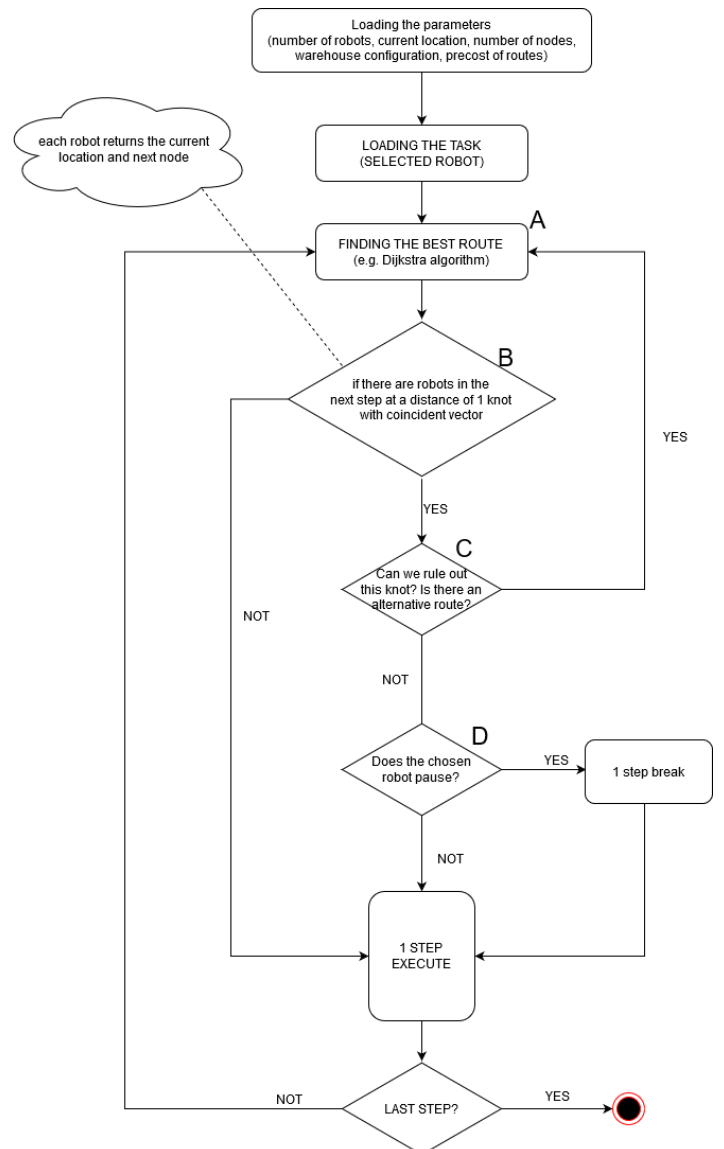 Loading the parameters
(number of robots, current location, number of nodes,
warehouse configuration, precost of routes)
each robot returns the current
location and next node
LOADING THE TASK
(SELECTED ROBOT)
A
FINDING THE BEST ROUTE
(e.g. Dijkstra algorithm)
B
if there are robots in the
next step at a distance of 1 knot
with coincident vector
YES
YES
C
Can we rule out
this knot? Is there an
alternative route?
NOT
NOT
D
Does the chosen
robot pause?
YES
1 step break
NOT
1 STEP
EXECUTE
NOT
LAST STEP?
YES